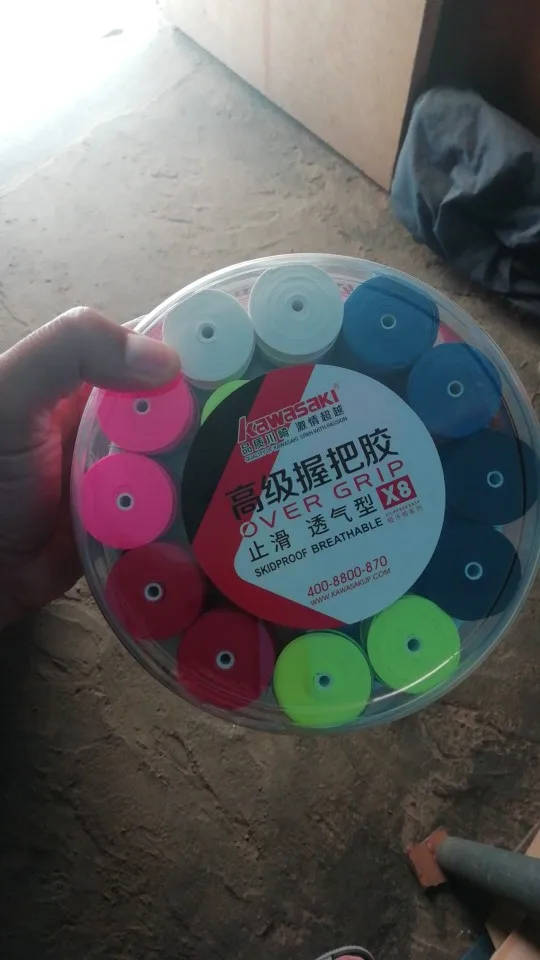 Kawasaki®
品质川崎 激情超越
高级握把胶
OVER GRIP
止滑 透气型 X8
SKIDPROOF BREATHABLE
400-8800-870
WWW.KAWASAKIF.COM